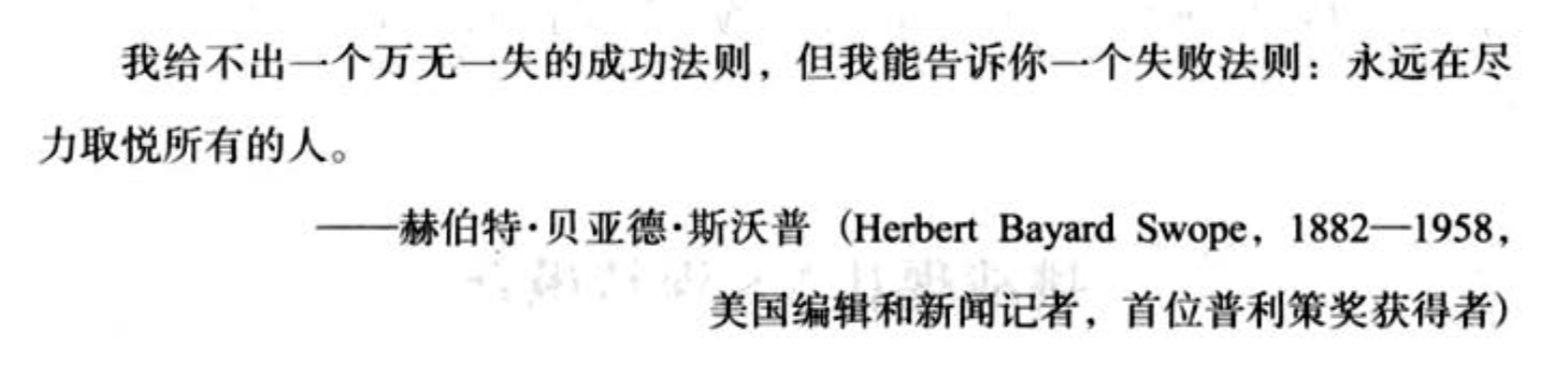 我给不出一个万无一失的成功法则，但我能告诉你一个失败法则：永远在尽
力取悦所有的人。
——赫伯特·贝亚德·斯沃普（Herbert Bayard Swope，1882—1958，
美国编辑和新闻记者，首位普利策奖获得者）